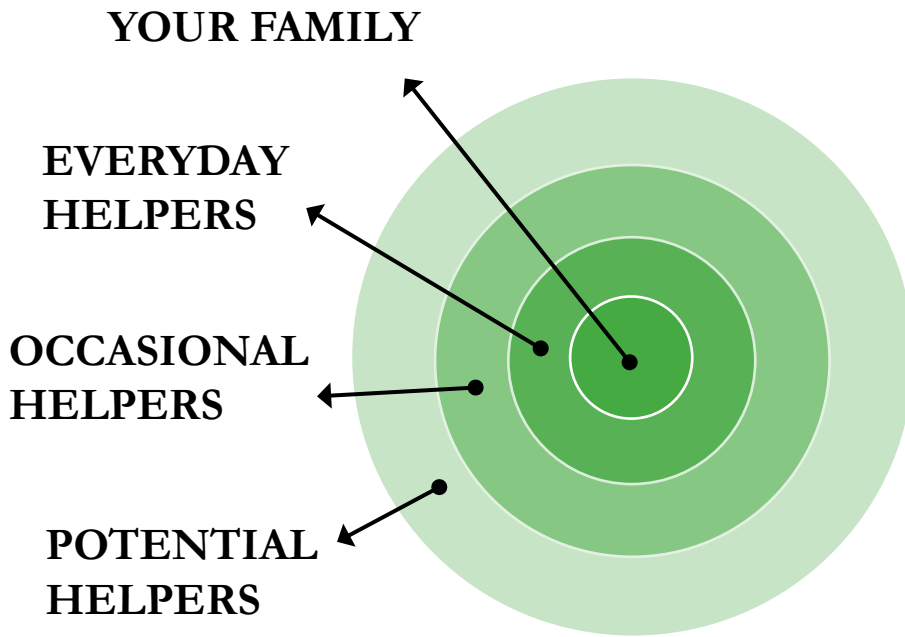 YOUR FAMILY
EVERYDAY
HELPERS
OCCASIONAL
HELPERS
POTENTIAL
HELPERS